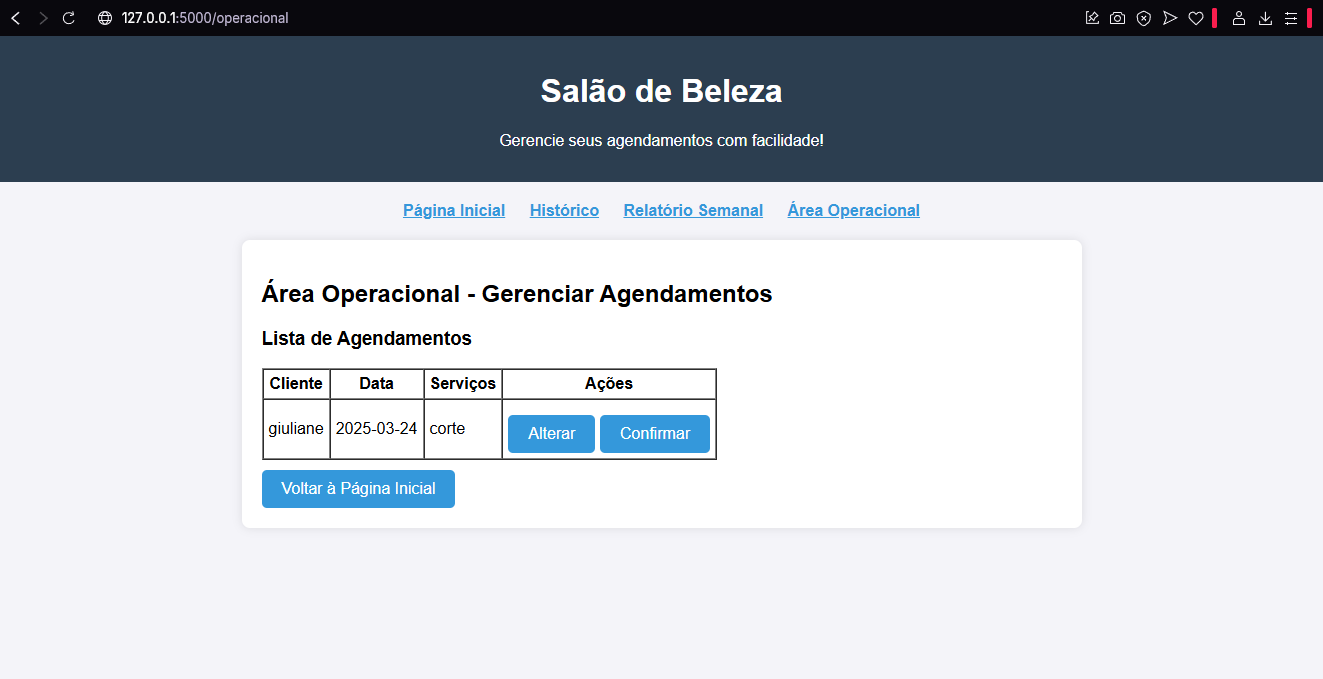 127.0.0.1:5000/operacional
Salão de Beleza
Gerencie seus agendamentos com facilidade!
Página Inicial Histórico Relatório Semanal Área Operacional
Área Operacional - Gerenciar Agendamentos
Lista de Agendamentos
Cliente Data Serviços Ações
giuliane 2025-03-24 corte Alterar Confirmar
Voltar à Página Inicial